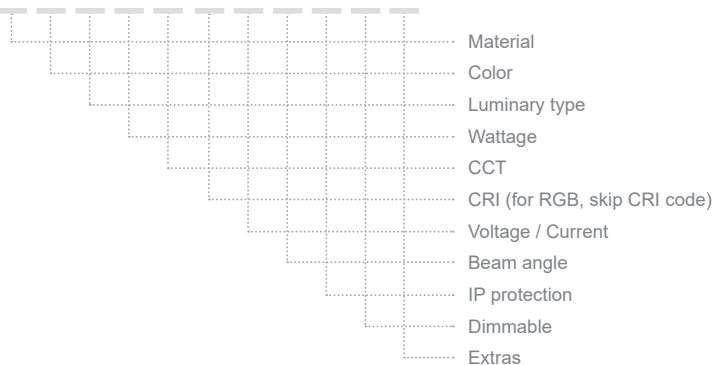 Material
Color
Luminary type
Wattage
CCT
CRI (for RGB, skip CRI code)
Voltage / Current
Beam angle
IP protection
Dimmable
Extras